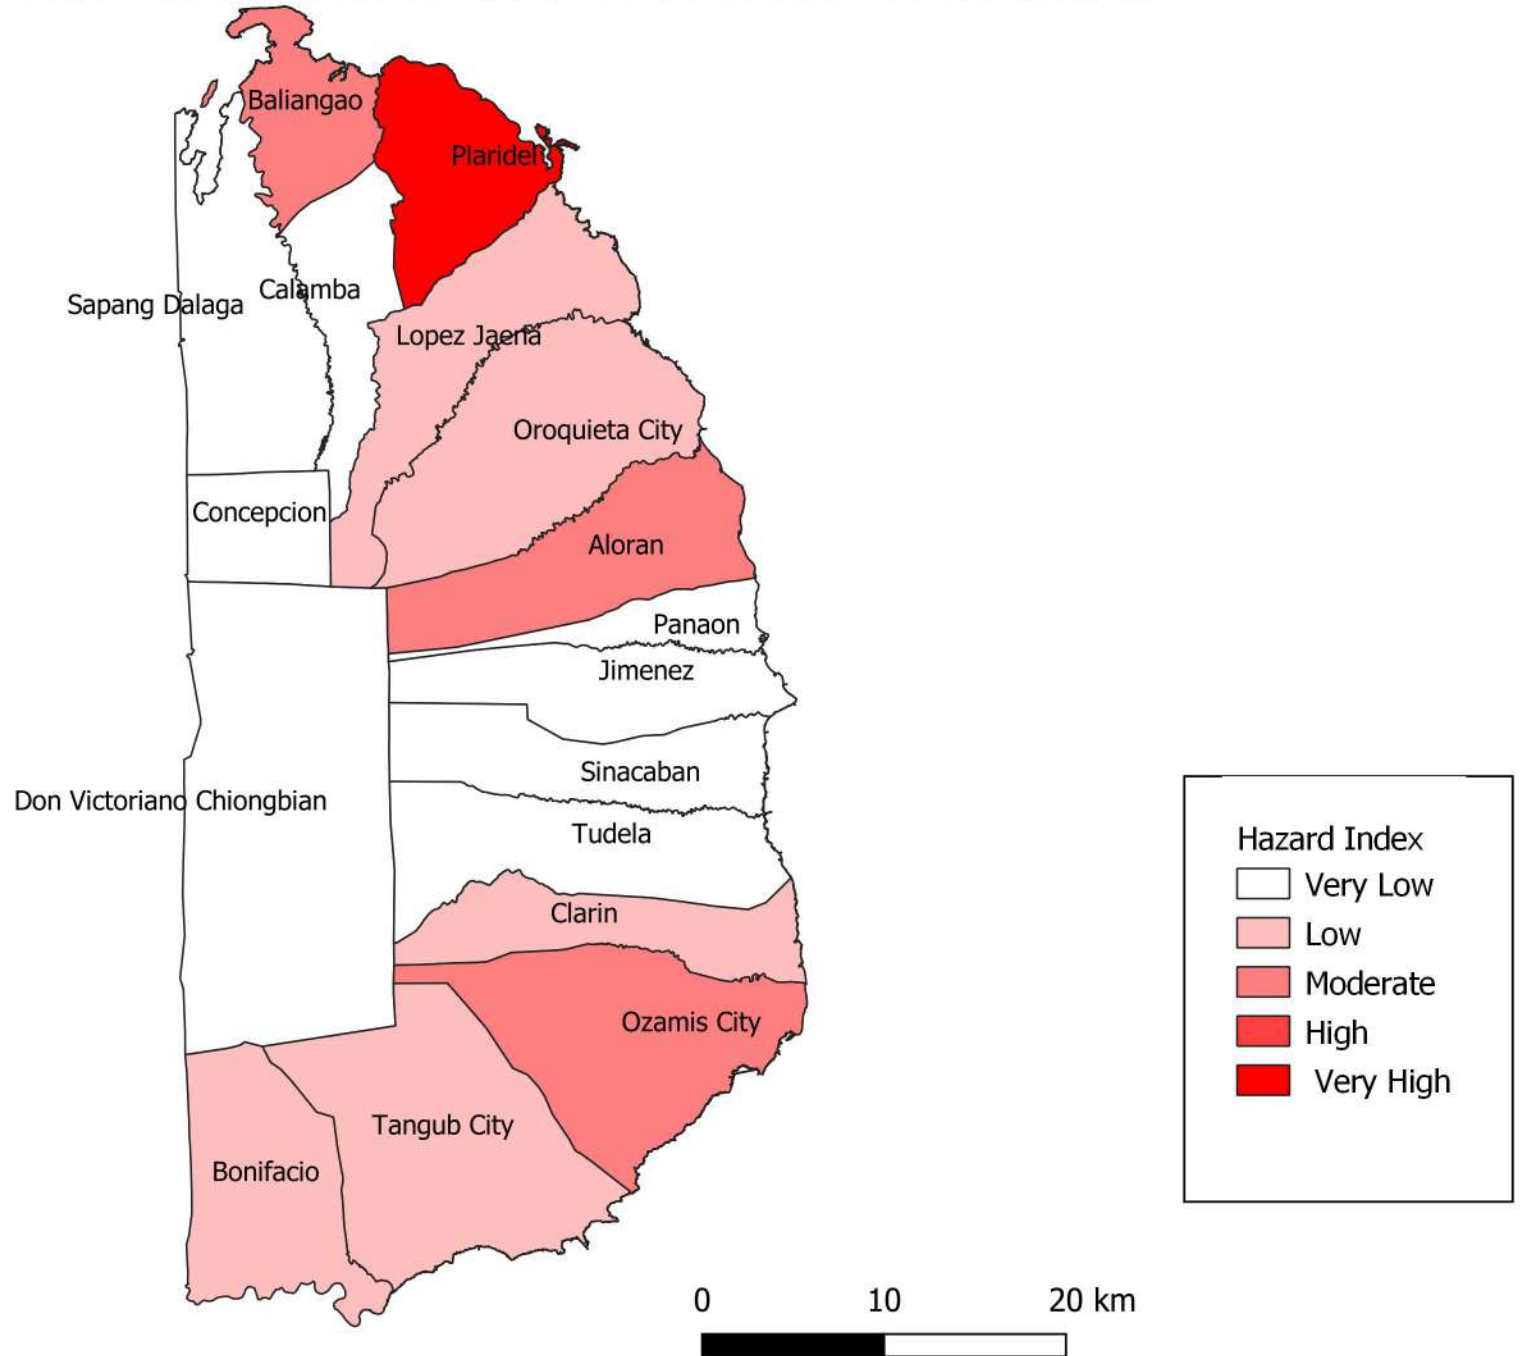 Baliangao
Plaridel
Calamba
Sapang Dalaga
Lopez Jaena
Oroquieta City
Concepcion
Aloran
Panaon
Jimenez
Sinacaban
Don Victoriano Chiongbian
Tudela
Clarin
Ozamis City
Tangub City
Bonifacio
Hazard Index
Very Low
Low
Moderate
High
Very High
0 10 20 km